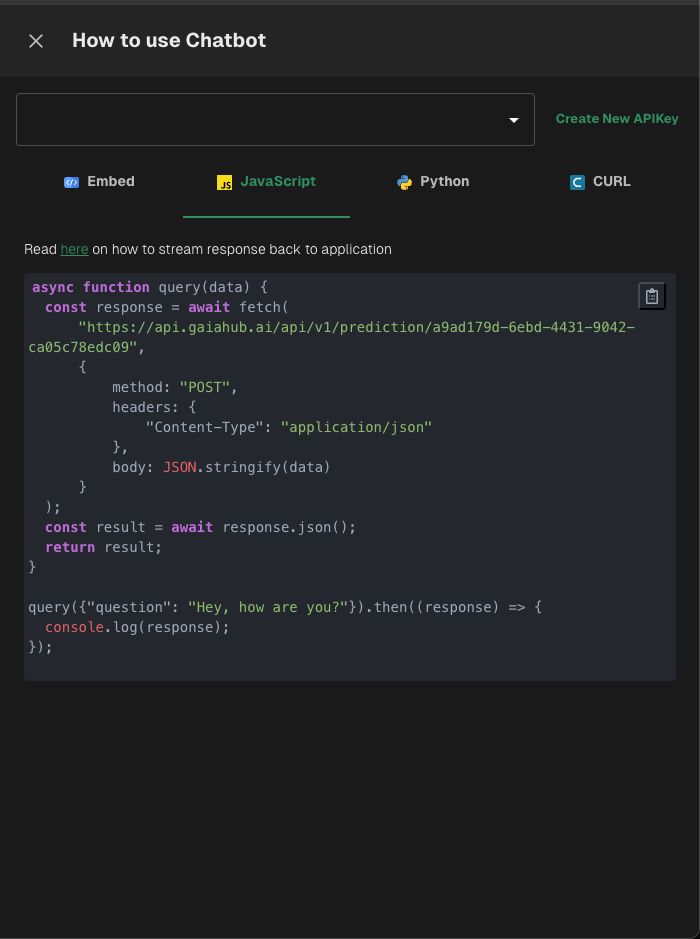 How to use Chatbot
Create New APIKey
Embed
JS JavaScript
Python
C CURL
Read here on how to stream response back to application
async function query(data) {
  const response = await fetch(
      "https://api.gaiahub.ai/api/v1/prediction/a9ad179d-6ebd-4431-9042-
ca05c78edc09",
      {
          method: "POST",
          headers: {
              "Content-Type": "application/json"
          },
          body: JSON.stringify(data)
      }
  );
  const result = await response.json();
  return result;
}
query({"question": "Hey, how are you?"}).then((response) => {
  console.log(response);
});